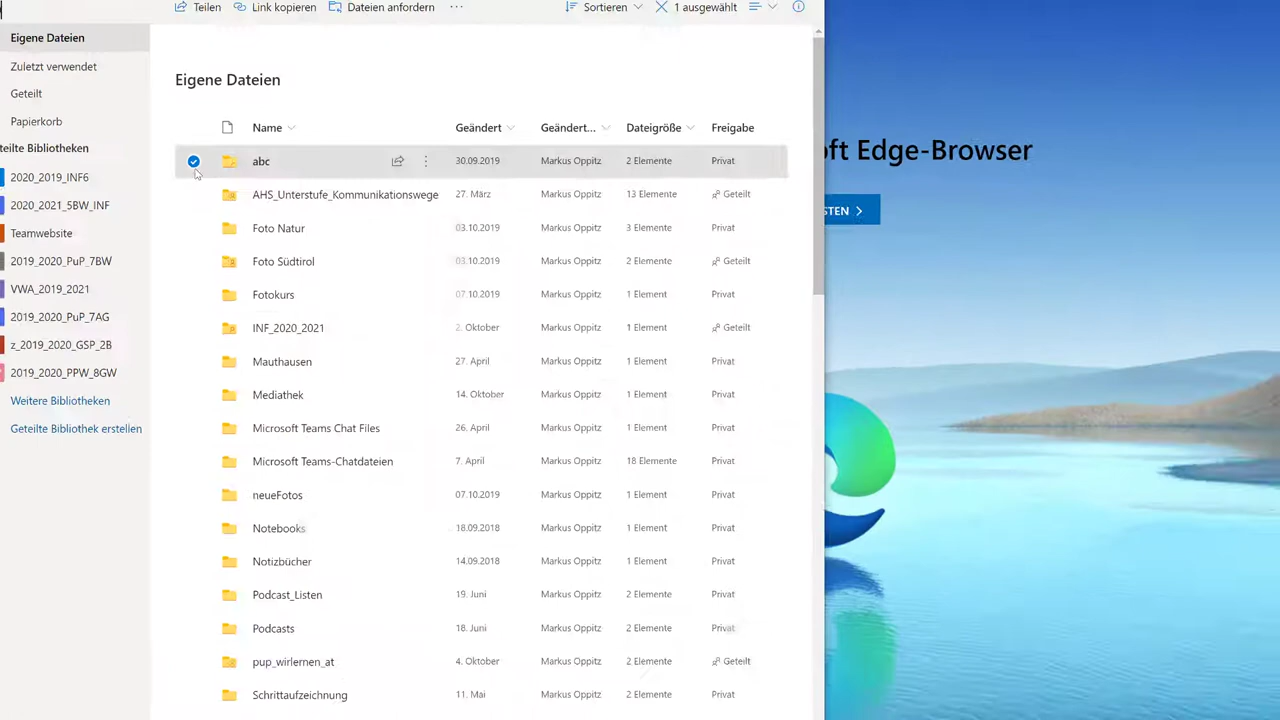 Teilen Link kopieren Dateien anfordern ··· Sortieren 1 ausgewählt
Eigene Dateien
Zuletzt verwendet
Geteilt
Papierkorb
teilte Bibliotheken
2020_2019_INF6
2020_2021_5BW_INF
Teamwebsite
2019_2020_PuP_7BW
VWA_2019_2021
2019_2020_PuP_7AG
z_2019_2020_GSP_2B
2019_2020_PPW_8GW
Weitere Bibliotheken
Geteilte Bibliothek erstellen
Eigene Dateien
Name Geändert Geändert... Dateigröße Freigabe
abc 30.09.2019 Markus Oppitz 2 Elemente Privat
AHS_Unterstufe_Kommunikationswege 27. März Markus Oppitz 13 Elemente Geteilt
Foto Natur 03.10.2019 Markus Oppitz 3 Elemente Privat
Foto Südtirol 03.10.2019 Markus Oppitz 2 Elemente Geteilt
Fotokurs 07.10.2019 Markus Oppitz 1 Element Privat
INF_2020_2021 2. Oktober Markus Oppitz 1 Element Geteilt
Mauthausen 27. April Markus Oppitz 1 Element Privat
Mediathek 14. Oktober Markus Oppitz 1 Element Privat
Microsoft Teams Chat Files 26. April Markus Oppitz 1 Element Privat
Microsoft Teams-Chatdateien 7. April Markus Oppitz 18 Elemente Privat
neueFotos 07.10.2019 Markus Oppitz 1 Element Privat
Notebooks 18.09.2018 Markus Oppitz 1 Element Privat
Notizbücher 14.09.2018 Markus Oppitz 1 Element Privat
Podcast_Listen 19. Juni Markus Oppitz 2 Elemente Privat
Podcasts 18. Juni Markus Oppitz 2 Elemente Privat
pup_wirlernen_at 4. Oktober Markus Oppitz 2 Elemente Geteilt
Schrittaufzeichnung 11. Mai Markus Oppitz 2 Elemente Privat
oft Edge-Browser
STEN